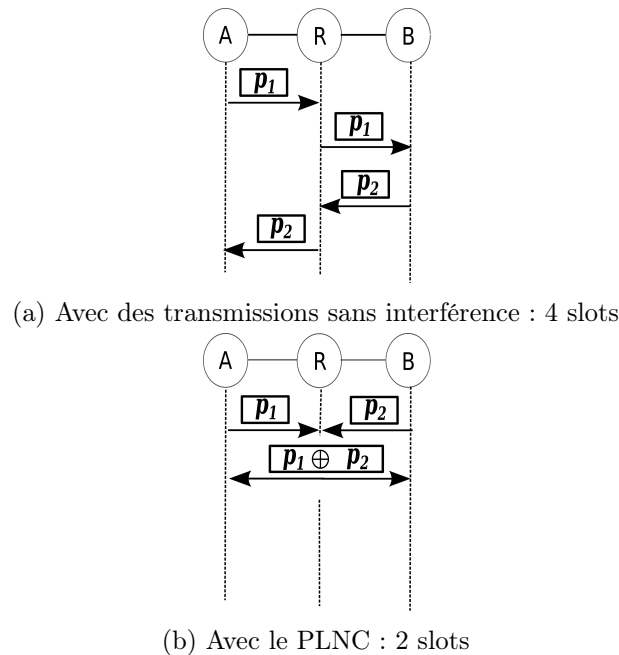 A R B
p₁
p₁
p₂
p₂
(a) Avec des transmissions sans interférence : 4 slots
A R B
p₁ p₂
p₁ ⊕ p₂
(b) Avec le PLNC : 2 slots